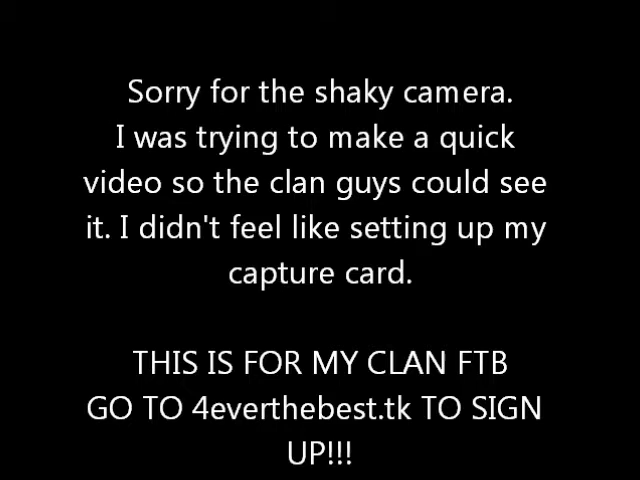 Sorry for the shaky camera.
I was trying to make a quick
video so the clan guys could see
it. I didn't feel like setting up my
capture card.
THIS IS FOR MY CLAN FTB
GO TO 4everthebest.tk TO SIGN
UP!!!